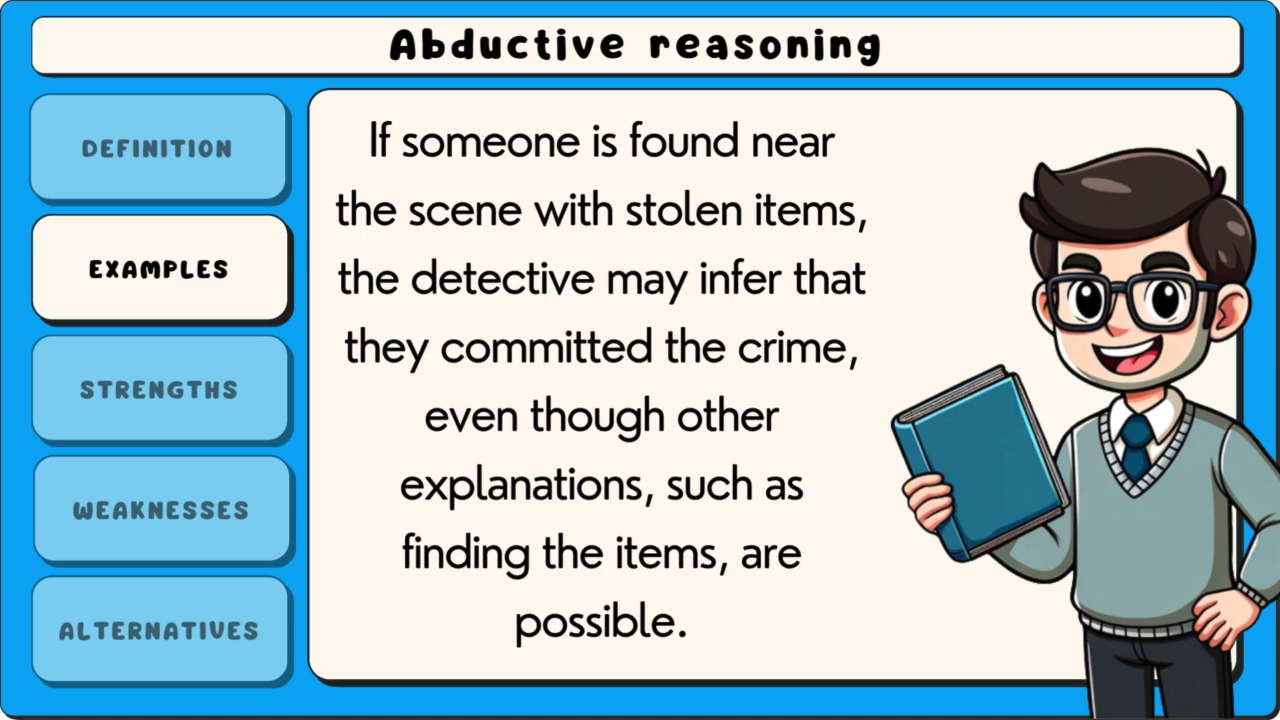 Abductive reasoning
DEFINITION
EXAMPLES
STRENGTHS
WEAKNESSES
ALTERNATIVES
If someone is found near
the scene with stolen items,
the detective may infer that
they committed the crime,
even though other
explanations, such as
finding the items, are
possible.